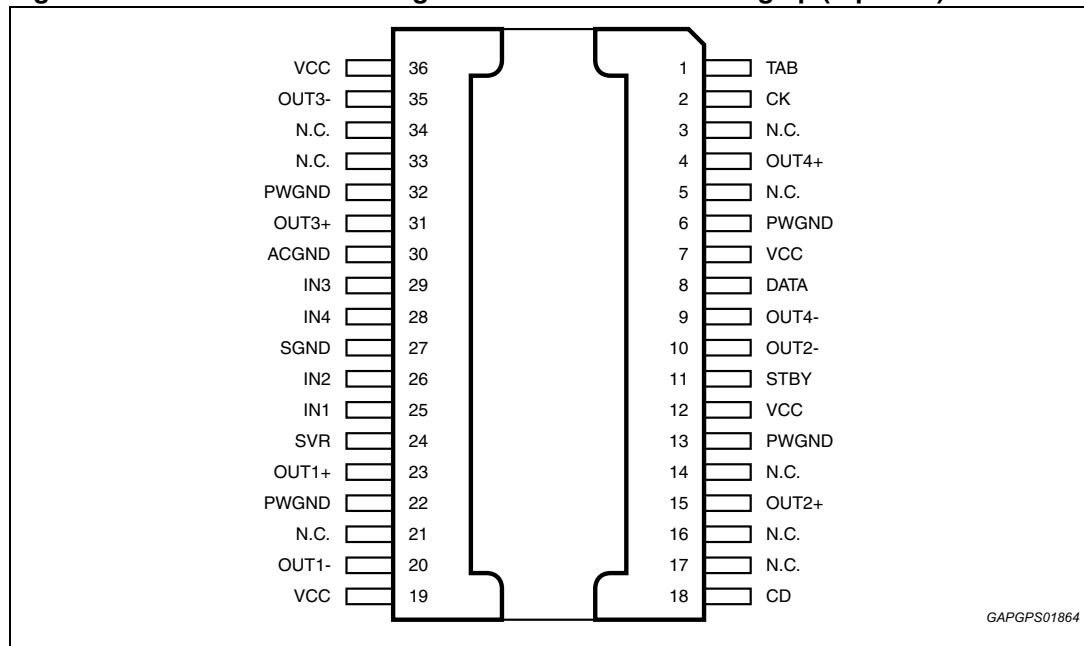 VCC 36 1 TAB
OUT3- 35 2 CK
N.C. 34 3 N.C.
N.C. 33 4 OUT4+
PWGND 32 5 N.C.
OUT3+ 31 6 PWGND
ACGND 30 7 VCC
IN3 29 8 DATA
IN4 28 9 OUT4-
SGND 27 10 OUT2-
IN2 26 11 STBY
IN1 25 12 VCC
SVR 24 13 PWGND
OUT1+ 23 14 N.C.
PWGND 22 15 OUT2+
N.C. 21 16 N.C.
OUT1- 20 17 N.C.
VCC 19 18 CD
GAPGPS01864